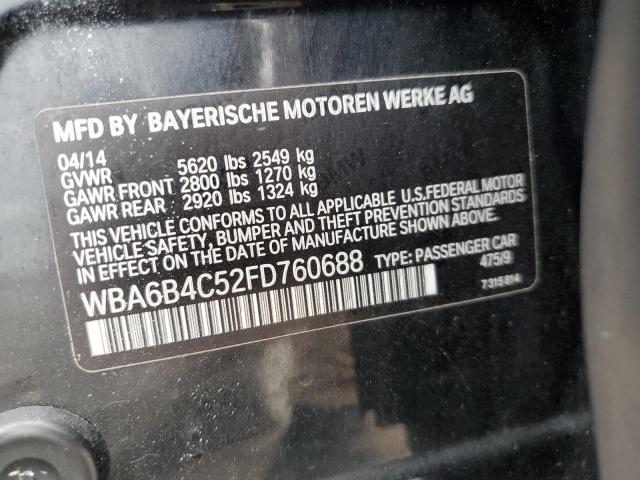 MFD BY BAYERISCHE MOTOREN WERKE AG
04/14
GVWR 5620 lbs 2549 kg
GAWR FRONT 2800 lbs 1270 kg
GAWR REAR: 2920 lbs 1324 kg
THIS VEHICLE CONFORMS TO ALL APPLICABLE U.S.FEDERAL MOTOR
VEHICLE SAFETY, BUMPER AND THEFT PREVENTION STANDARDS
IN EFFECT ON THE DATE OF MANUFACTURE SHOWN ABOVE.
WBA6B4C52FD760688 TYPE: PASSENGER CAR
475/9
7315814